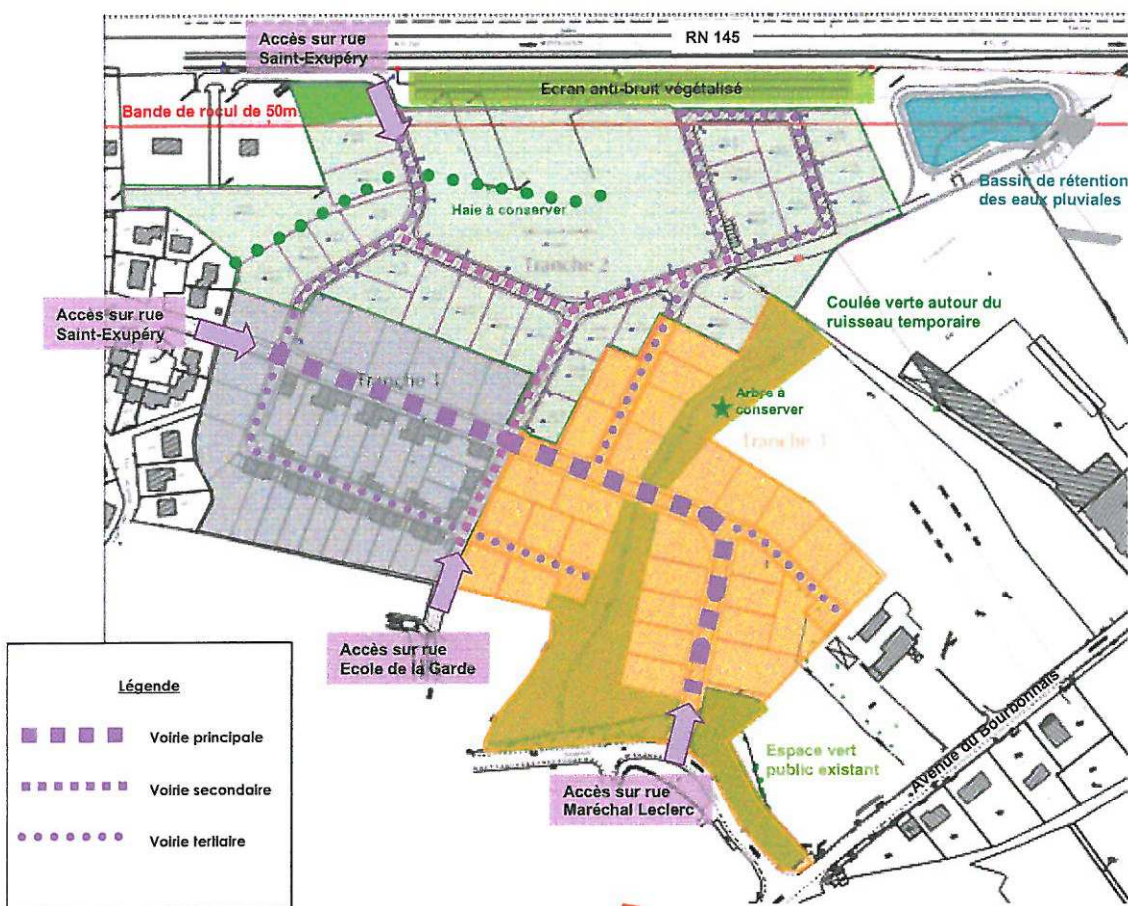 Accès sur rue
Saint-Exupéry
RN 145
Ecran anti-bruit végétalisé
Bande de recul de 50m
Bassin de rétention
des eaux pluviales
Haie à conserver
Tranche 2
Coulée verte autour du
ruisseau temporaire
Accès sur rue
Saint-Exupéry
Tranche 1
Arbre à
conserver
Tranche 3
Accès sur rue
Ecole de la Garde
Légende
Voirie principale
Voirie secondaire
Voirie tertiaire
Espace vert
public existant
Avenue du Bourbonnais
Accès sur rue
Maréchal Leclerc